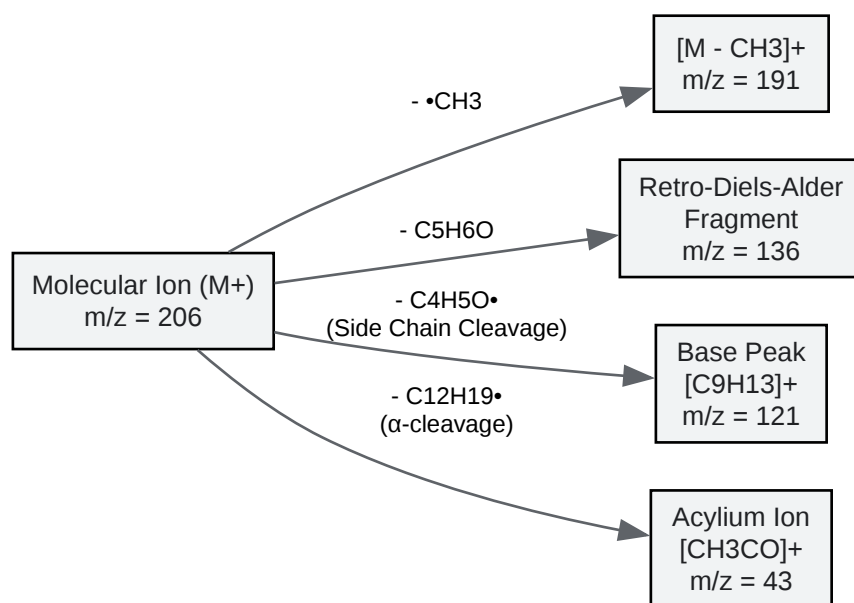 [M - CH3]+
m/z = 191
- •CH3
Retro-Diels-Alder
Fragment
m/z = 136
- C5H6O
Molecular Ion (M+)
m/z = 206
- C4H5O•
(Side Chain Cleavage)
Base Peak
[C9H13]+
m/z = 121
- C12H19•
(α-cleavage)
Acylium Ion
[CH3CO]+
m/z = 43